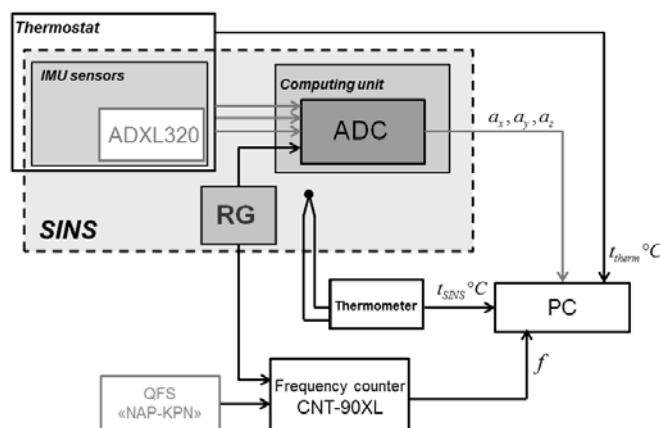 Thermostat
IMU sensors
ADXL320
Computing unit
ADC
a_x, a_y, a_z
RG
SINS
t_therm °C
Thermometer
t_SINS °C
PC
QFS
«NAP-KPN»
Frequency counter
CNT-90XL
f